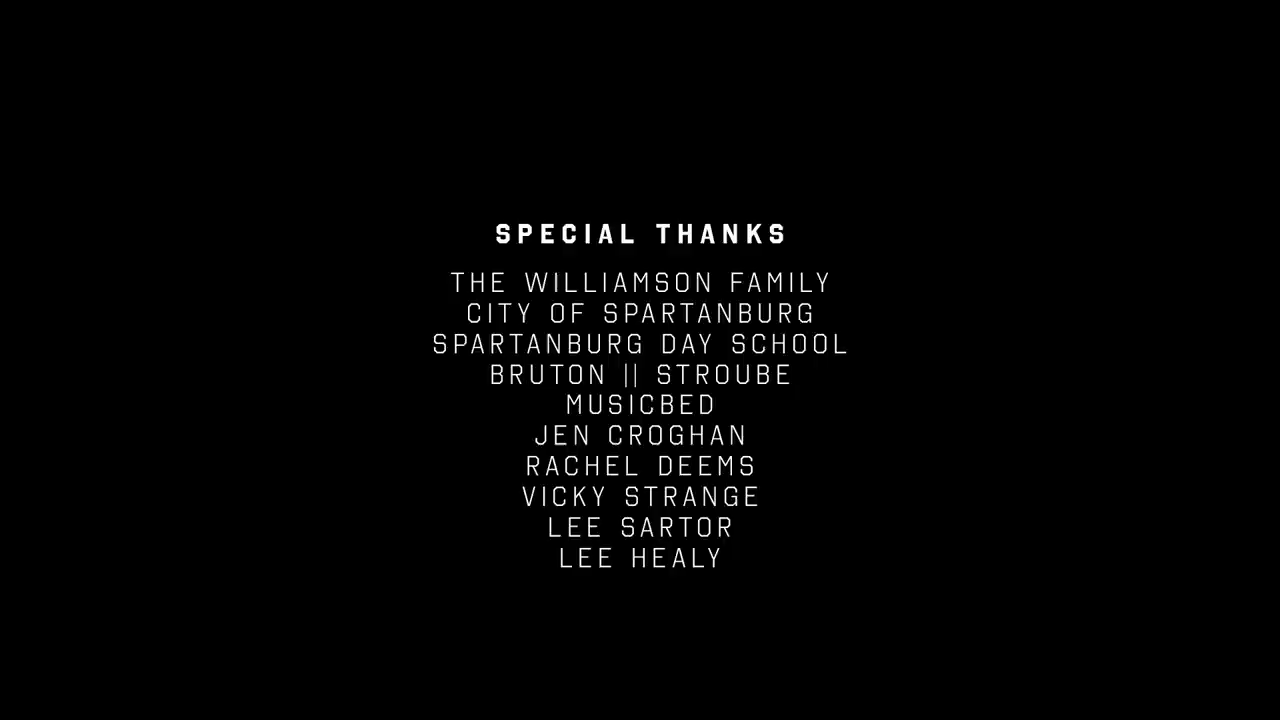 SPECIAL THANKS
THE WILLIAMSON FAMILY
CITY OF SPARTANBURG
SPARTANBURG DAY SCHOOL
BRUTON || STROUBE
MUSICBED
JEN CROGHAN
RACHEL DEEMS
VICKY STRANGE
LEE SARTOR
LEE HEALY